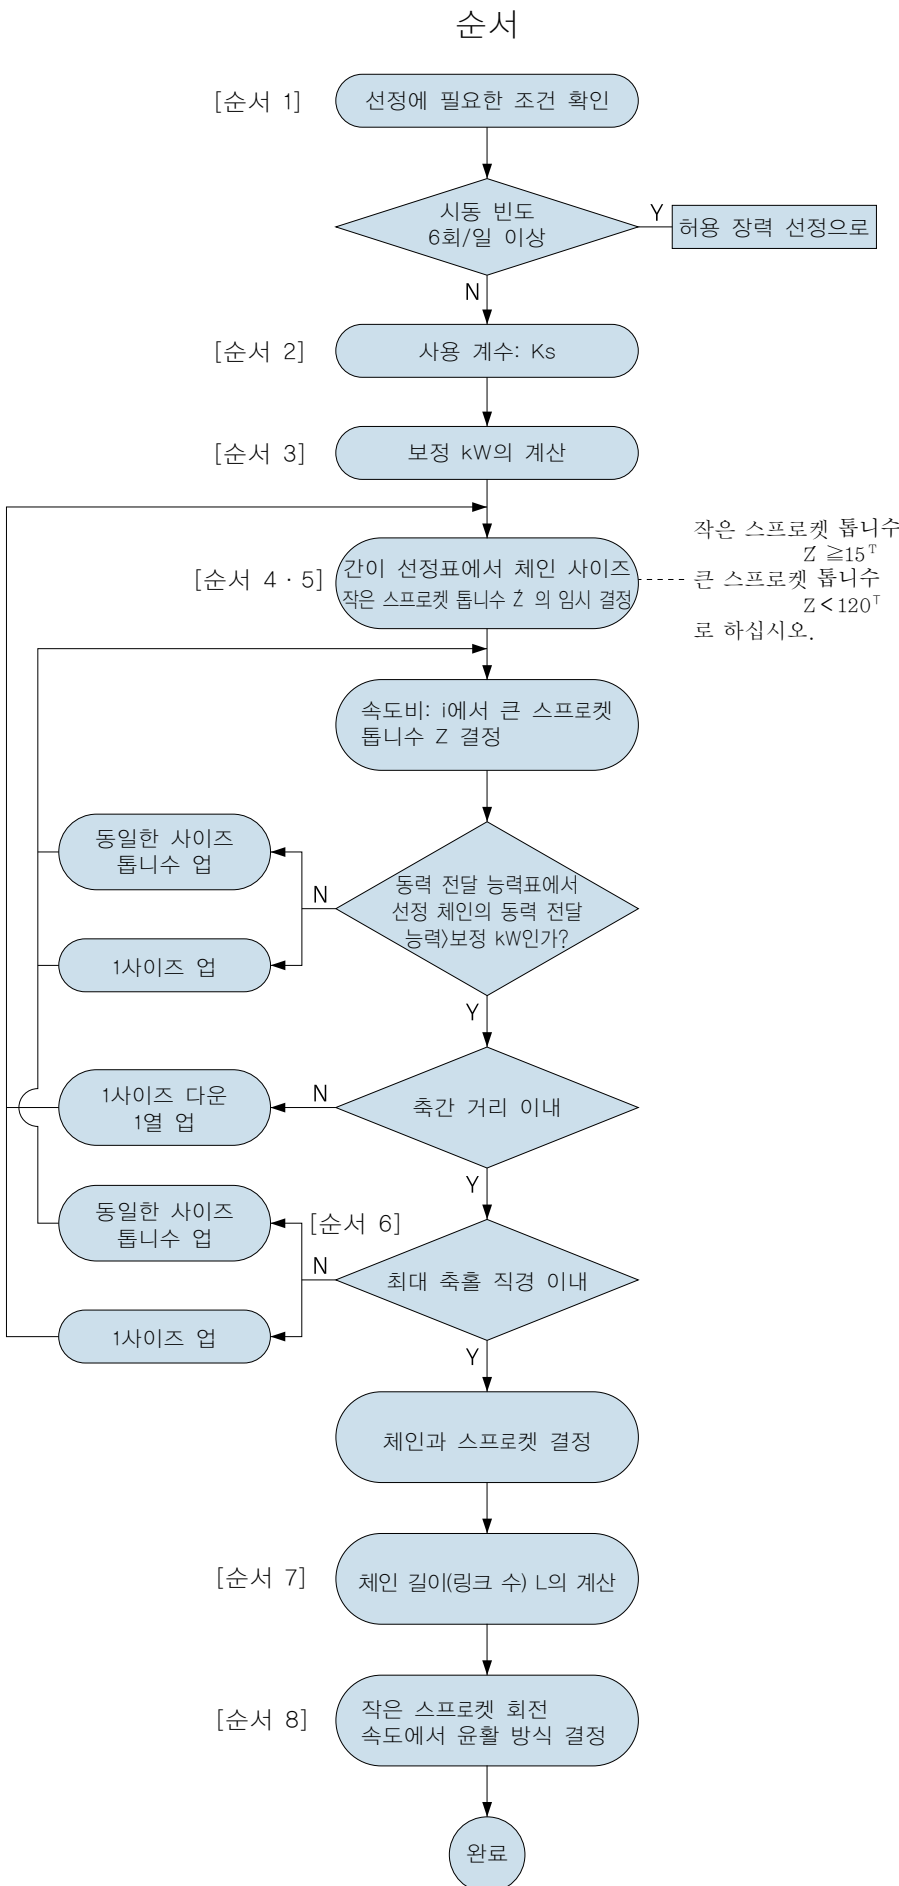 순서
[순서 1]
선정에 필요한 조건 확인
시동 빈도
6회/일 이상
Y
허용 장력 선정으로
N
[순서 2]
사용 계수: Ks
[순서 3]
보정 kW의 계산
[순서 4 · 5]
간이 선정표에서 체인 사이즈
작은 스프로켓 톱니수 Z′ 의 임시 결정
작은 스프로켓 톱니수
Z ≧15ᵀ
큰 스프로켓 톱니수
Z<120ᵀ
로 하십시오.
속도비: i에서 큰 스프로켓
톱니수 Z 결정
동일한 사이즈
톱니수 업
1사이즈 업
N
동력 전달 능력표에서
선정 체인의 동력 전달
능력>보정 kW인가?
Y
1사이즈 다운
1열 업
N
축간 거리 이내
Y
동일한 사이즈
톱니수 업
[순서 6]
N
최대 축홀 직경 이내
1사이즈 업
Y
체인과 스프로켓 결정
[순서 7]
체인 길이(링크 수) L의 계산
[순서 8]
작은 스프로켓 회전
속도에서 윤활 방식 결정
완료